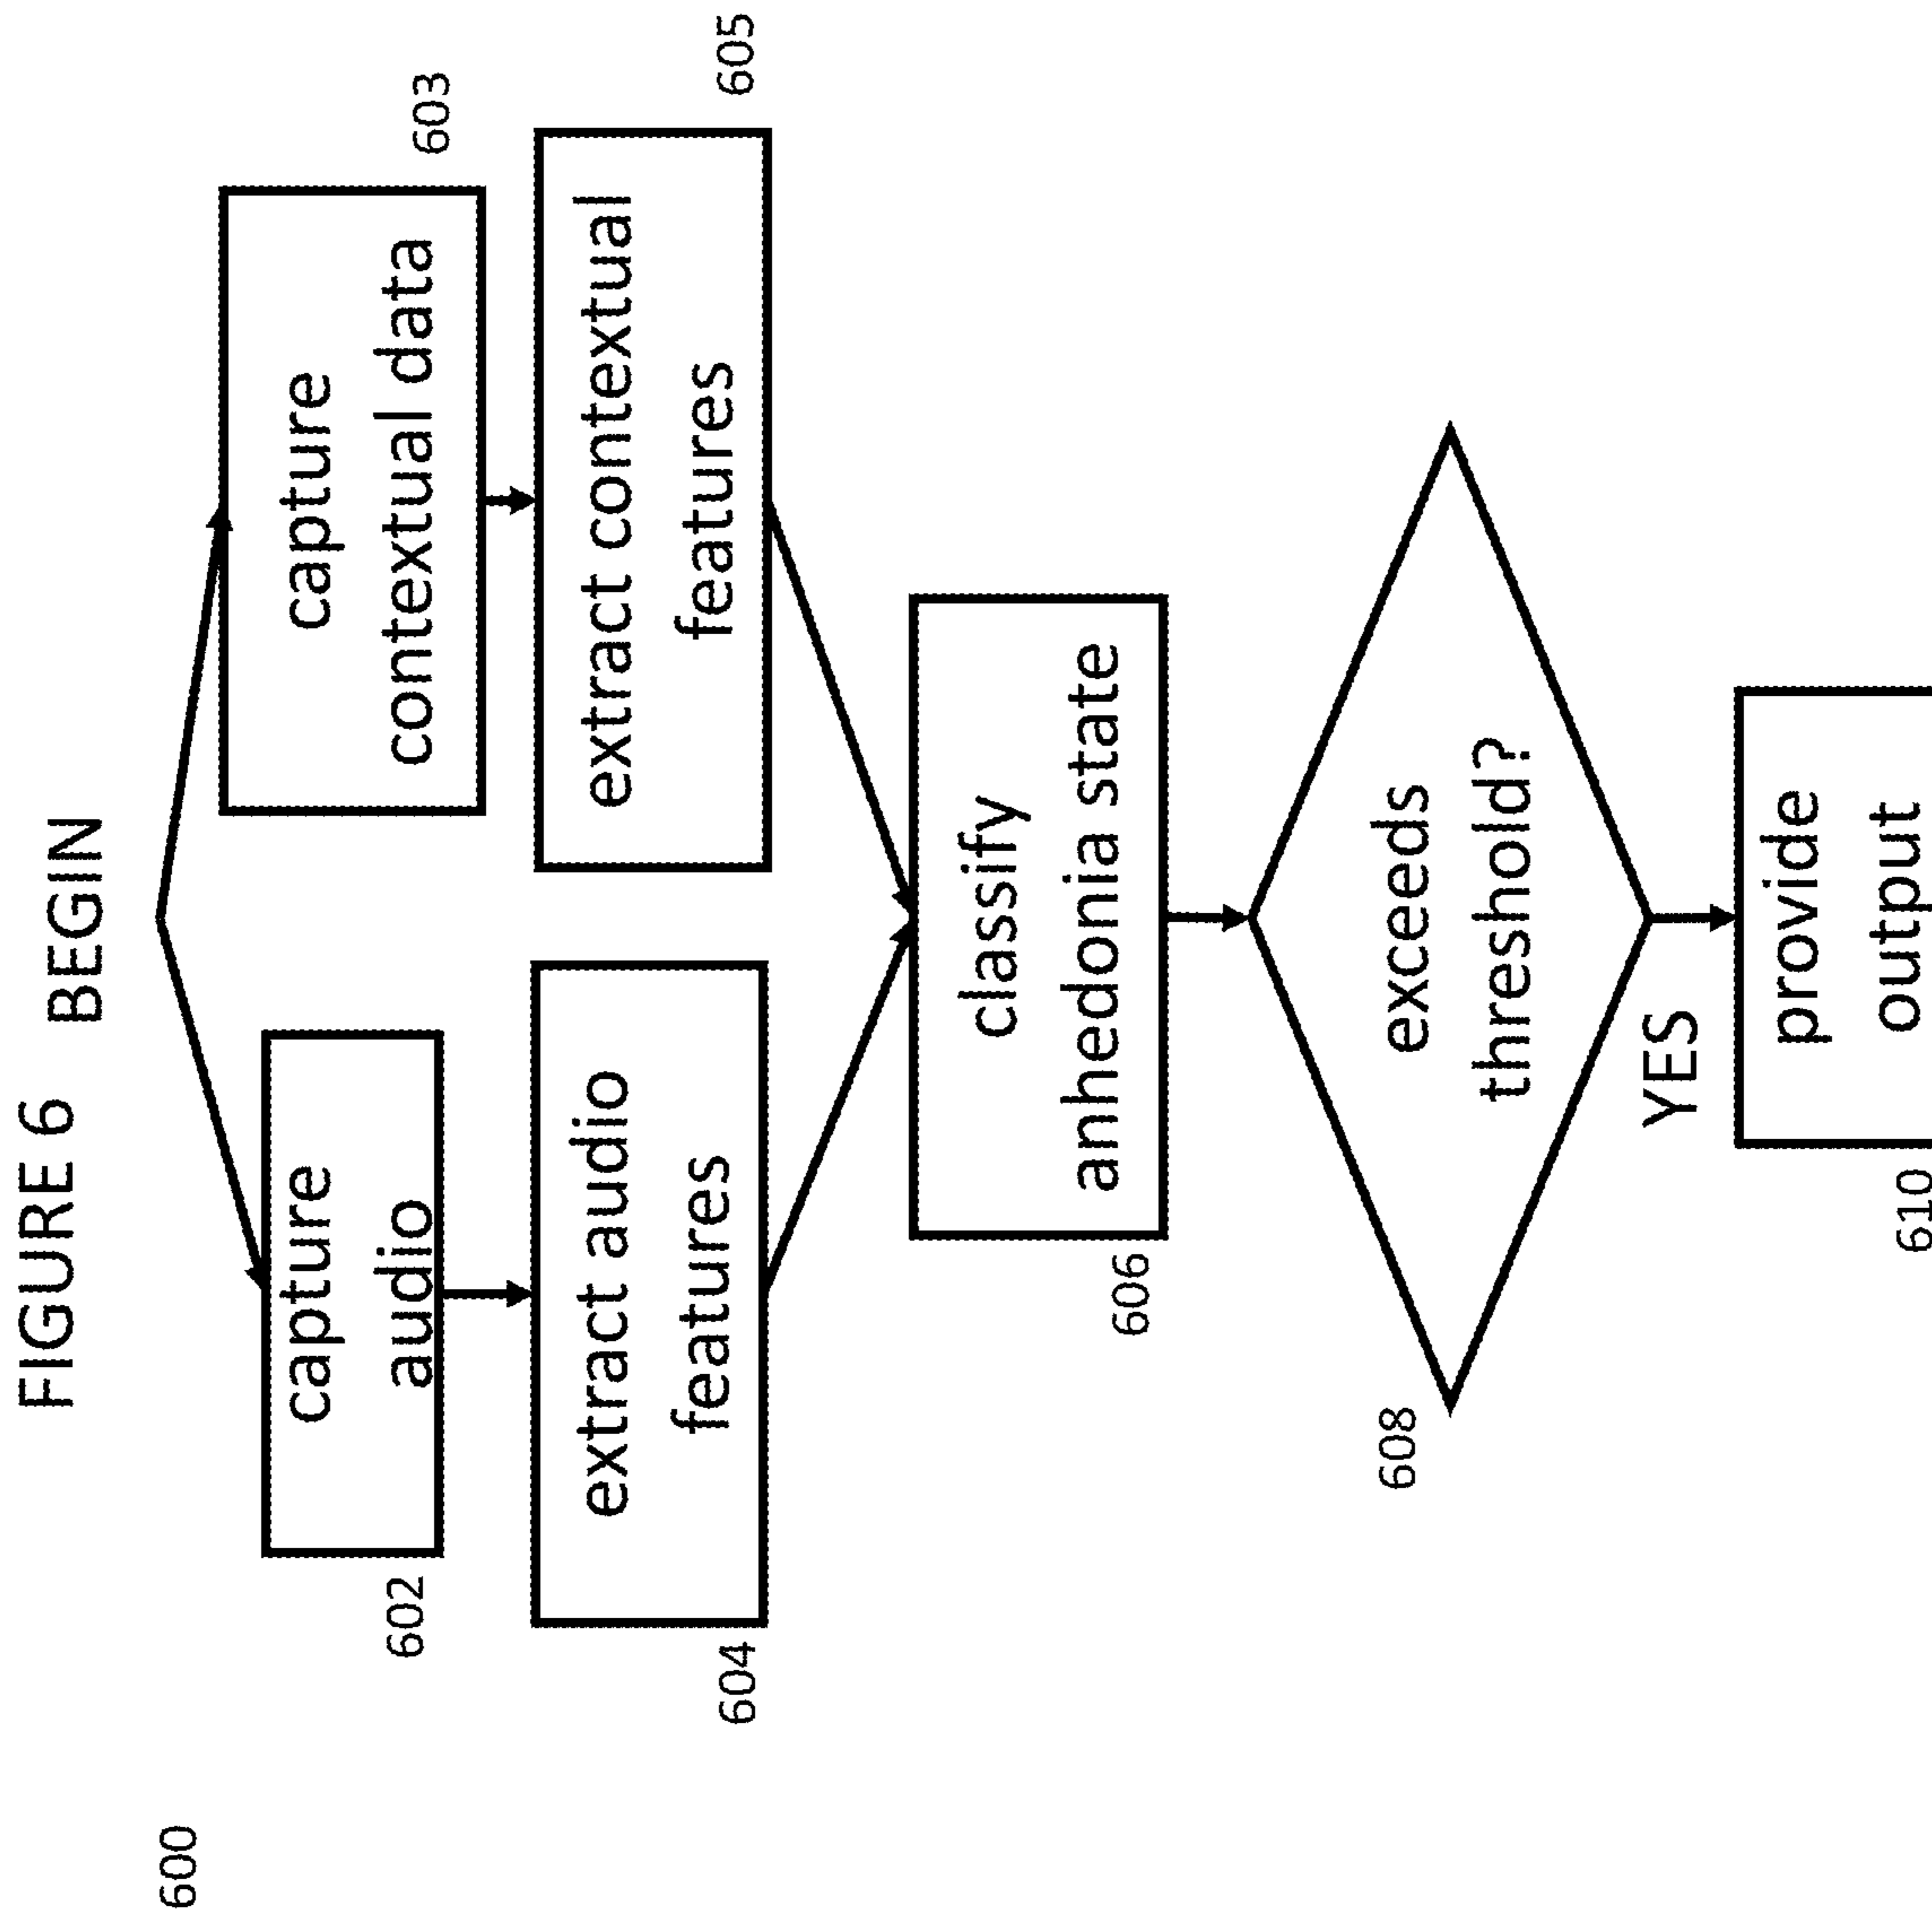 FIGURE 6
BEGIN
600
capture
audio
602
capture
contextual data
603
extract audio
features
604
extract contextual
features
605
classify
anhedonia state
606
exceeds
threshold?
608
YES
provide
output
610